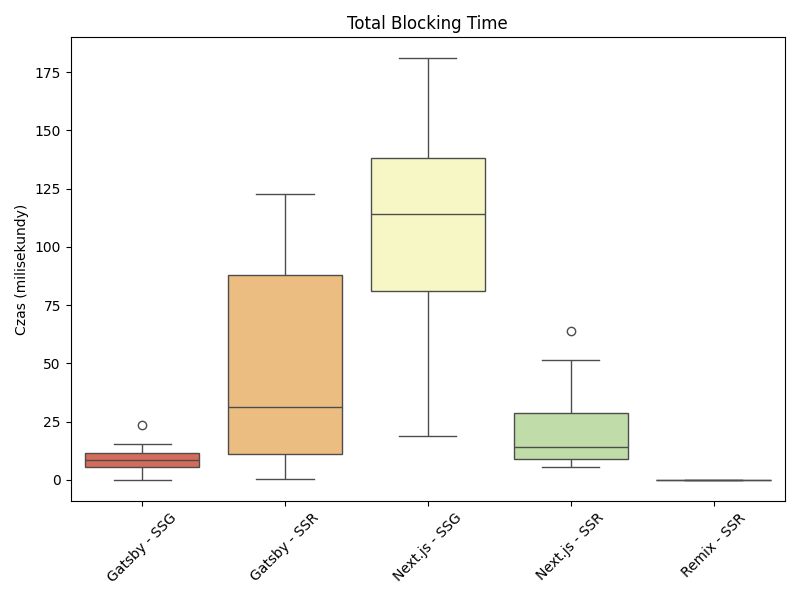 Total Blocking Time
Czas (milisekundy)
175
150
125
100
75
50
25
0
Gatsby - SSG
Gatsby - SSR
Next.js - SSG
Next.js - SSR
Remix - SSR